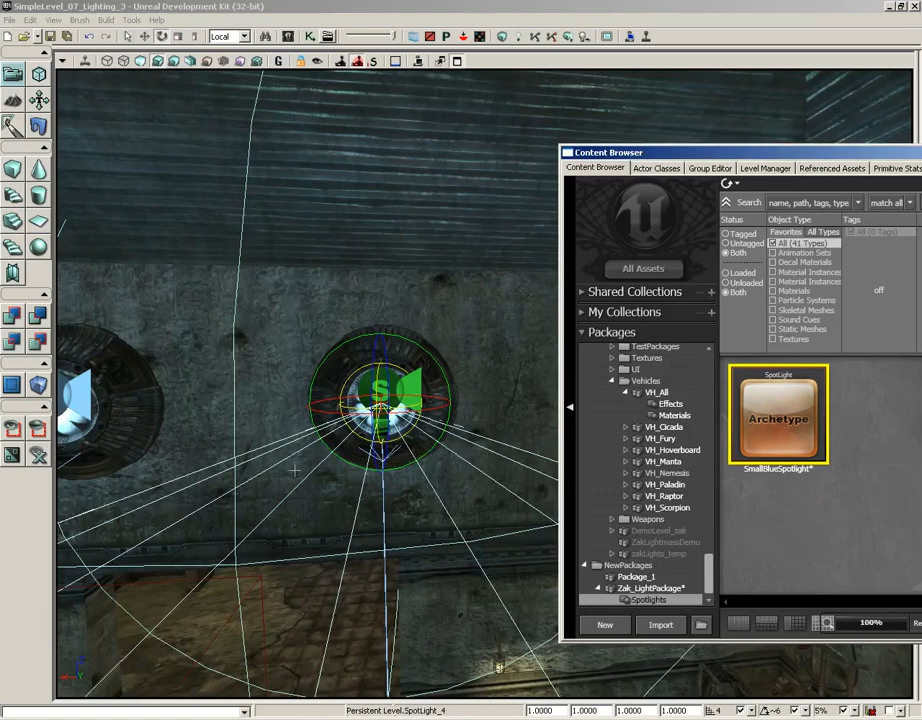 SimpleLevel_07_Lighting_3 - Unreal Development Kit (32-bit)
File Edit View Brush Build Tools Help
Local
G
S
Content Browser
Content Browser Actor Classes Group Editor Level Manager Referenced Assets Primitive Stats
All Assets
Shared Collections
My Collections
Packages
TestPackages
Textures
UI
Vehicles
VH_All
Effects
Materials
VH_Cicada
VH_Fury
VH_Hoverboard
VH_Manta
VH_Nemesis
VH_Paladin
VH_Raptor
VH_Scorpion
Weapons
DemoLevel_zak
ZakLightmassDemo
zakLights_temp
NewPackages
Package_1
Zak_LightPackage*
Spotlights
New Import
Search name, path, tags, type match all
Status Object Type Tags
Tagged
Untagged
Both
Loaded
Unloaded
Both
Favorites All Types
All (41 Types)
Animation Sets
Decal Materials
Material Instances
Material Instances
Materials
Particle Systems
Skeletal Meshes
Sound Cues
Static Meshes
Textures
All (0 Tags)
off
SpotLight
Archetype
SmallBlueSpotlight*
100%
Re
S
Z
Y
Persistent Level.SpotLight_4 1.0000 1.0000 1.0000 1.0000 4 ~6 5%